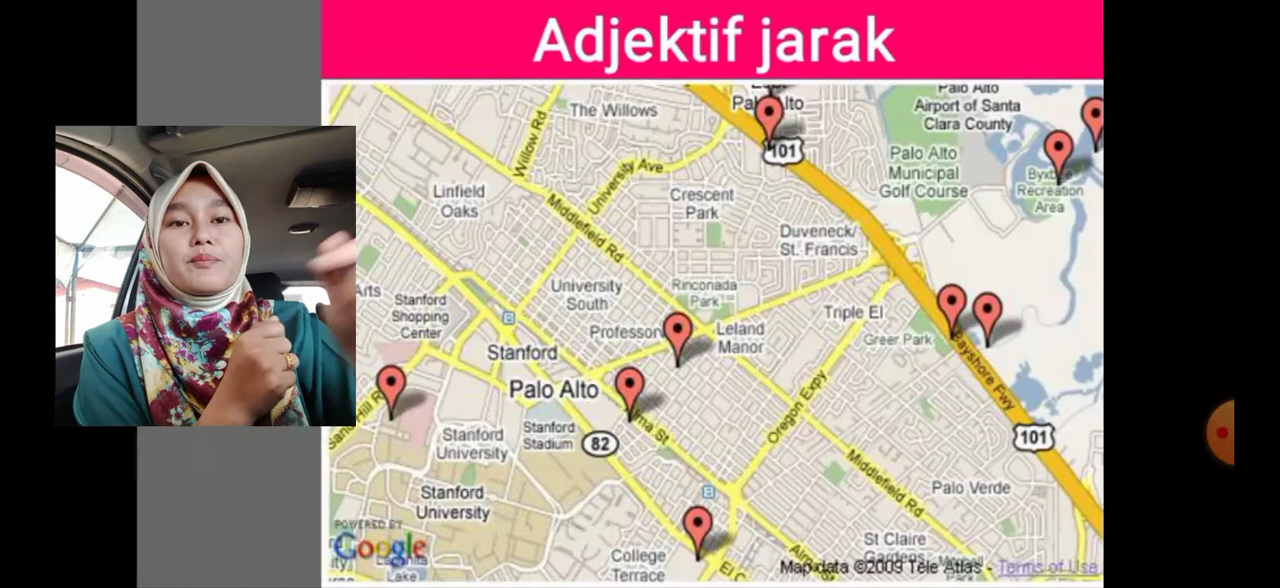 Adjektif jarak
The Willows
Palo Alto
Palo Alto
Airport of Santa
Clara County
101
Willow Rd
University Ave
Palo Alto
Municipal
Golf Course
Recreation
Area
Linfield
Oaks
Crescent
Park
Middlefield Rd
Duveneck/
St. Francis
Arts
Stanford
Shopping
Center
University
South
Rinconada
Park
Triple El
Professor
Leland
Manor
Greer Park
Stanford
Palo Alto
Bayshore Fwy
Oregon Expy
Stanford
Stadium
82
101
Stanford
University
Middlefield Rd
Palo Verde
Stanford
University
POWERED BY
Google
Lake
College
Terrace
St Claire
Gardens
Park
El C
Map data ©2009 Tele Atlas - Terms of Use